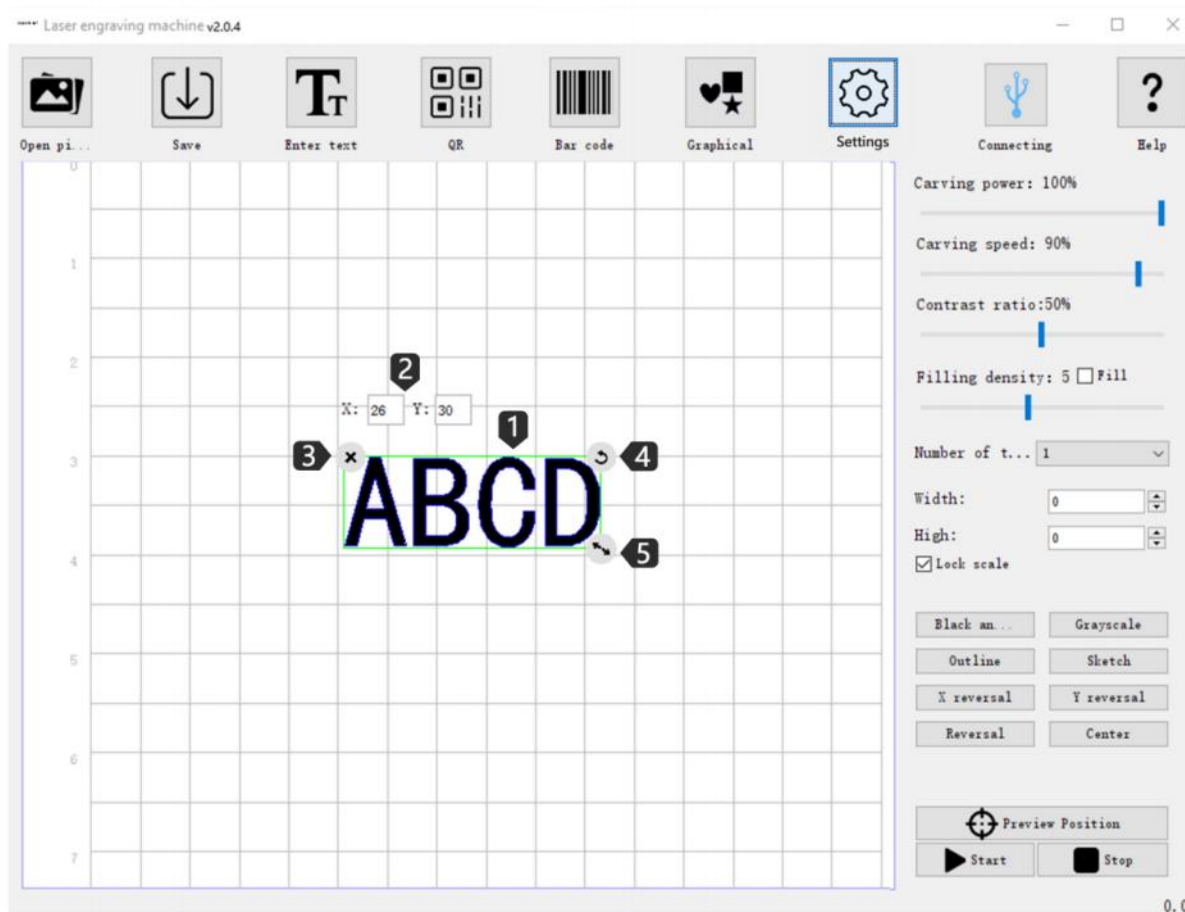 Laser engraving machine v2.0.4
Open pi...
Save
Enter text
QR
Bar code
Graphical
Settings
Connecting
Help
0
1
2
3
4
5
6
7
2
X: 26 Y: 30
1
3
4
ABCD
5
Carving power: 100%
Carving speed: 90%
Contrast ratio:50%
Filling density: 5 Fill
Number of t... 1
Width: 0
High: 0
Lock scale
Black an... Grayscale
Outline Sketch
X reversal Y reversal
Reversal Center
Preview Position
Start Stop